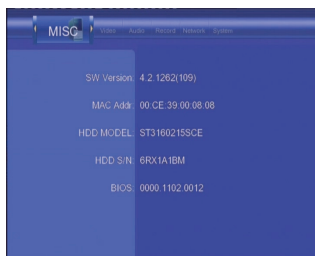 MISC Video Audio Record Network System
SW Version: 4.2.1262(109)
MAC Addr: 00:CE:39:00:08:08
HDD MODEL: ST3160215SCE
HDD S/N: 6RX1A1BM
BIOS: 0000.1102.0012